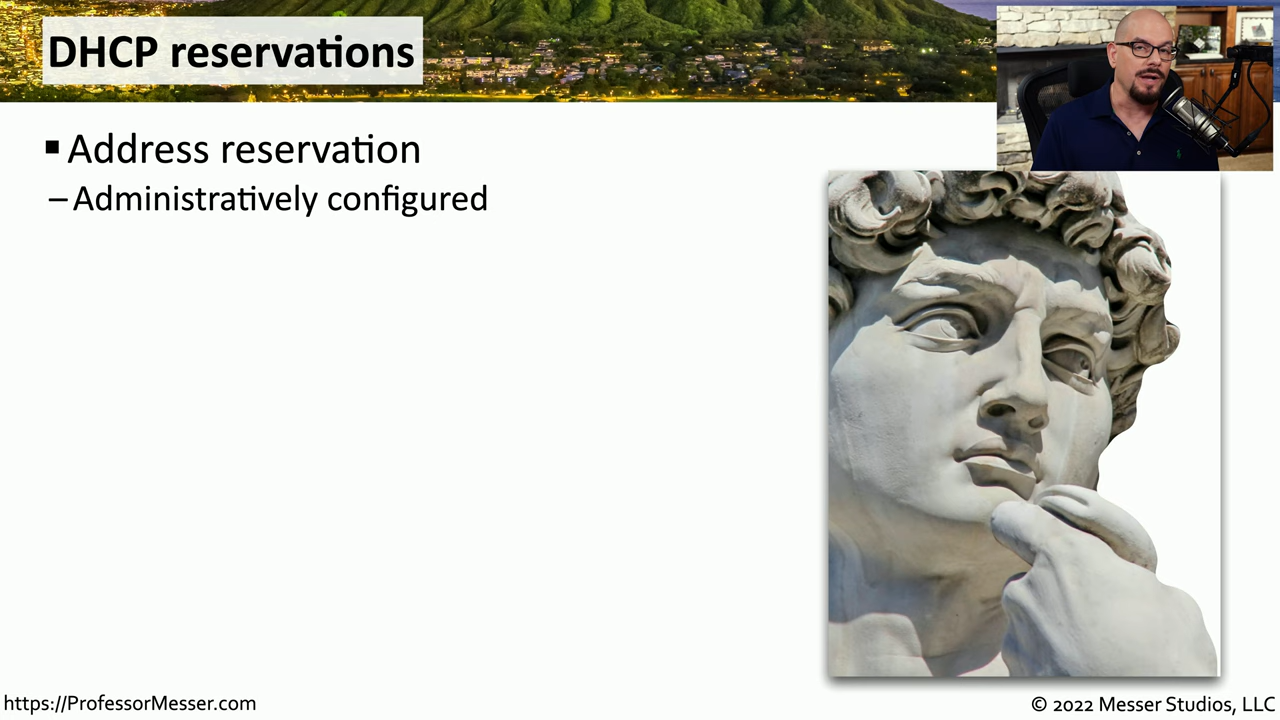 DHCP reservations
▪ Address reservation
– Administratively configured
https://ProfessorMesser.com
© 2022 Messer Studios, LLC